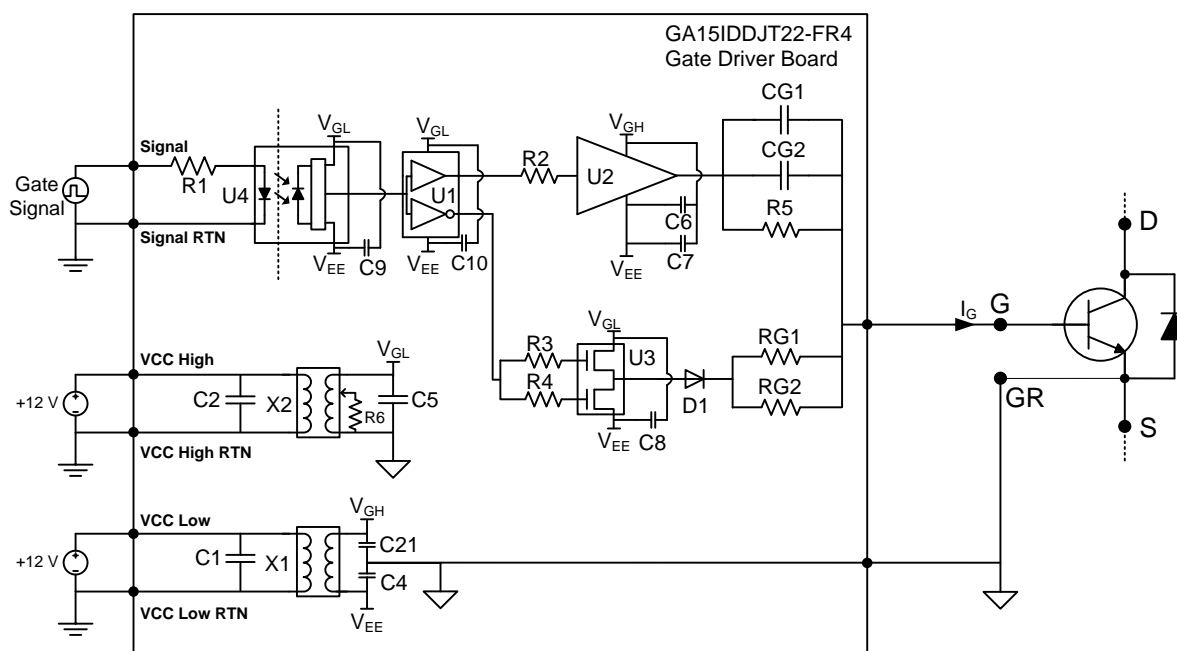 GA15IDDJT22-FR4
Gate Driver Board
CG1
V_GL
V_GL
V_GH
Signal
CG2
R2
R1
U4
U1
U2
Gate
Signal
D
R5
C6
Signal RTN
C7
V_EE
C9
V_EE
C10
V_EE
I_G
G
V_GL
R3
U3
RG1
VCC High
V_GL
R4
GR
+12 V
C2
X2
C5
D1
RG2
R6
S
V_EE
C8
VCC High RTN
V_GH
VCC Low
C21
+12 V
C1
X1
C4
VCC Low RTN
V_EE